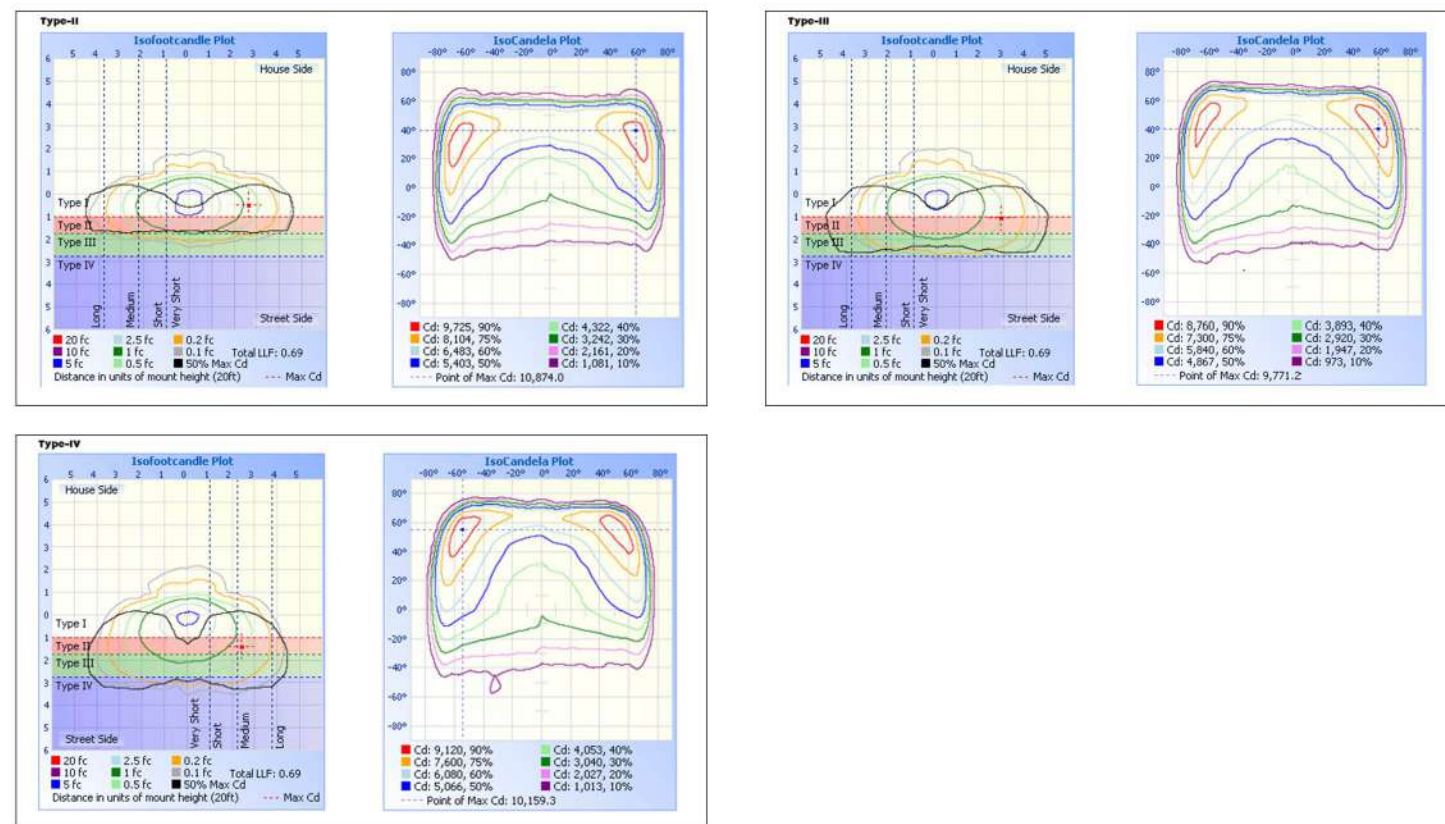 Type-II
Isofootcandle Plot
5 4 3 2 1 0 1 2 3 4 5
6
House Side
5
4
3
2
1
0
Type I
1
Type II
2
Type III
3
Type IV
4
5
6
Long
Medium
Short
Very Short
Street Side
20 fc 2.5 fc 0.2 fc
10 fc 1 fc 0.1 fc Total LLF: 0.69
5 fc 0.5 fc 50% Max Cd
Distance in units of mount height (20ft) Max Cd
IsoCandela Plot
-80° -60° -40° -20° 0° 20° 40° 60° 80°
80°
60°
40°
20°
0°
-20°
-40°
-60°
-80°
Cd: 9,725, 90% Cd: 4,322, 40%
Cd: 8,104, 75% Cd: 3,242, 30%
Cd: 6,483, 60% Cd: 2,161, 20%
Cd: 5,403, 50% Cd: 1,081, 10%
Point of Max Cd: 10,874.0
Type-III
Isofootcandle Plot
5 4 3 2 1 0 1 2 3 4 5
6
House Side
5
4
3
2
1
0
Type I
1
Type II
2
Type III
3
Type IV
4
5
6
Long
Medium
Short
Very Short
Street Side
20 fc 2.5 fc 0.2 fc
10 fc 1 fc 0.1 fc Total LLF: 0.69
5 fc 0.5 fc 50% Max Cd
Distance in units of mount height (20ft) Max Cd
IsoCandela Plot
-80° -60° -40° -20° 0° 20° 40° 60° 80°
80°
60°
40°
20°
0°
-20°
-40°
-60°
-80°
Cd: 8,760, 90% Cd: 3,893, 40%
Cd: 7,300, 75% Cd: 2,920, 30%
Cd: 5,840, 60% Cd: 1,947, 20%
Cd: 4,867, 50% Cd: 973, 10%
Point of Max Cd: 9,771.2
Type-IV
Isofootcandle Plot
5 4 3 2 1 0 1 2 3 4 5
6
House Side
5
4
3
2
1
0
Type I
1
Type II
2
Type III
3
Type IV
4
5
6
Very Short
Short
Medium
Long
Street Side
20 fc 2.5 fc 0.2 fc
10 fc 1 fc 0.1 fc Total LLF: 0.69
5 fc 0.5 fc 50% Max Cd
Distance in units of mount height (20ft) Max Cd
IsoCandela Plot
-80° -60° -40° -20° 0° 20° 40° 60° 80°
80°
60°
40°
20°
0°
-20°
-40°
-60°
-80°
Cd: 9,120, 90% Cd: 4,053, 40%
Cd: 7,600, 75% Cd: 3,040, 30%
Cd: 6,080, 60% Cd: 2,027, 20%
Cd: 5,066, 50% Cd: 1,013, 10%
Point of Max Cd: 10,159.3